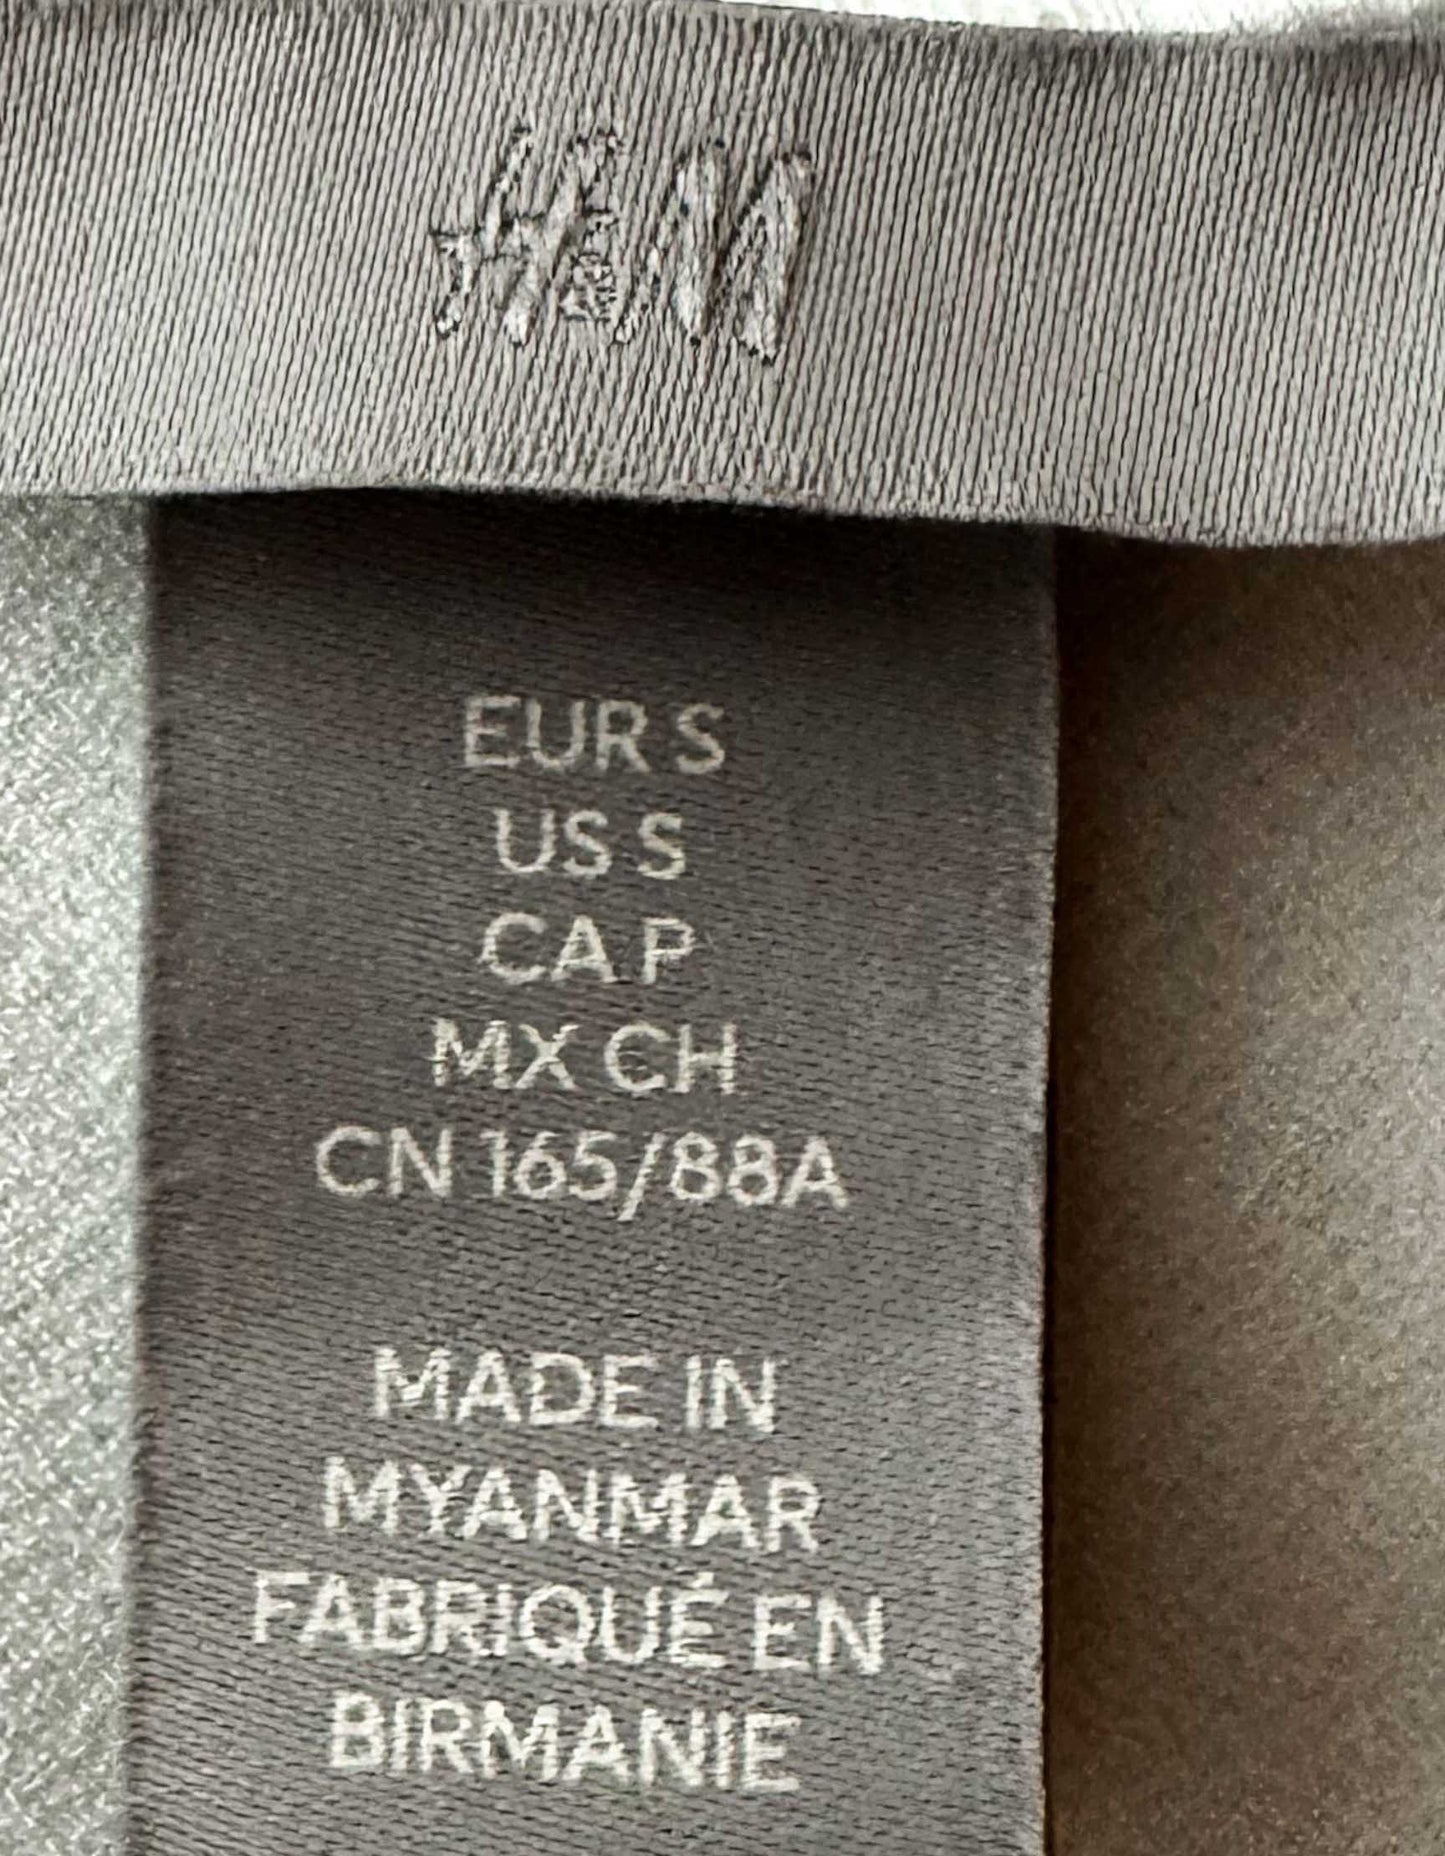 H&M
EUR S
US S
CA P
MX CH
CN 165/88A
MADE IN
MYANMAR
FABRIQUÉ EN
BIRMANIE